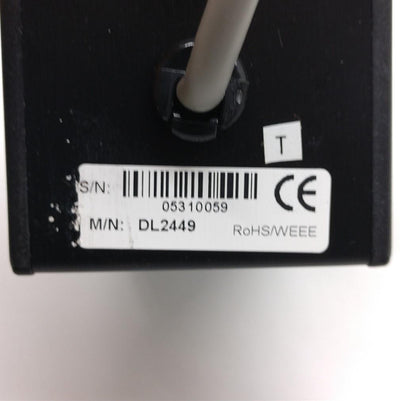 T
S/N:
05310059
CE
M/N: DL2449
RoHS/WEEE